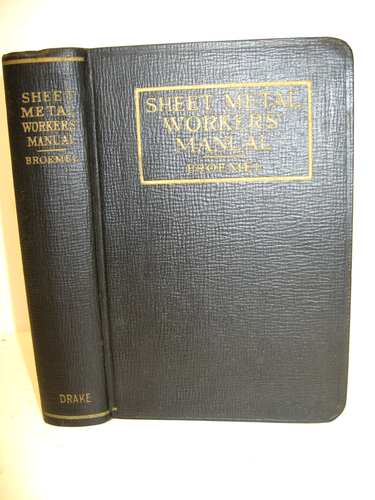 SHEET
METAL
WORKERS'
MANUAL
BROEMEL
DRAKE
SHEET METAL
WORKERS'
MANUAL
BROEMEL